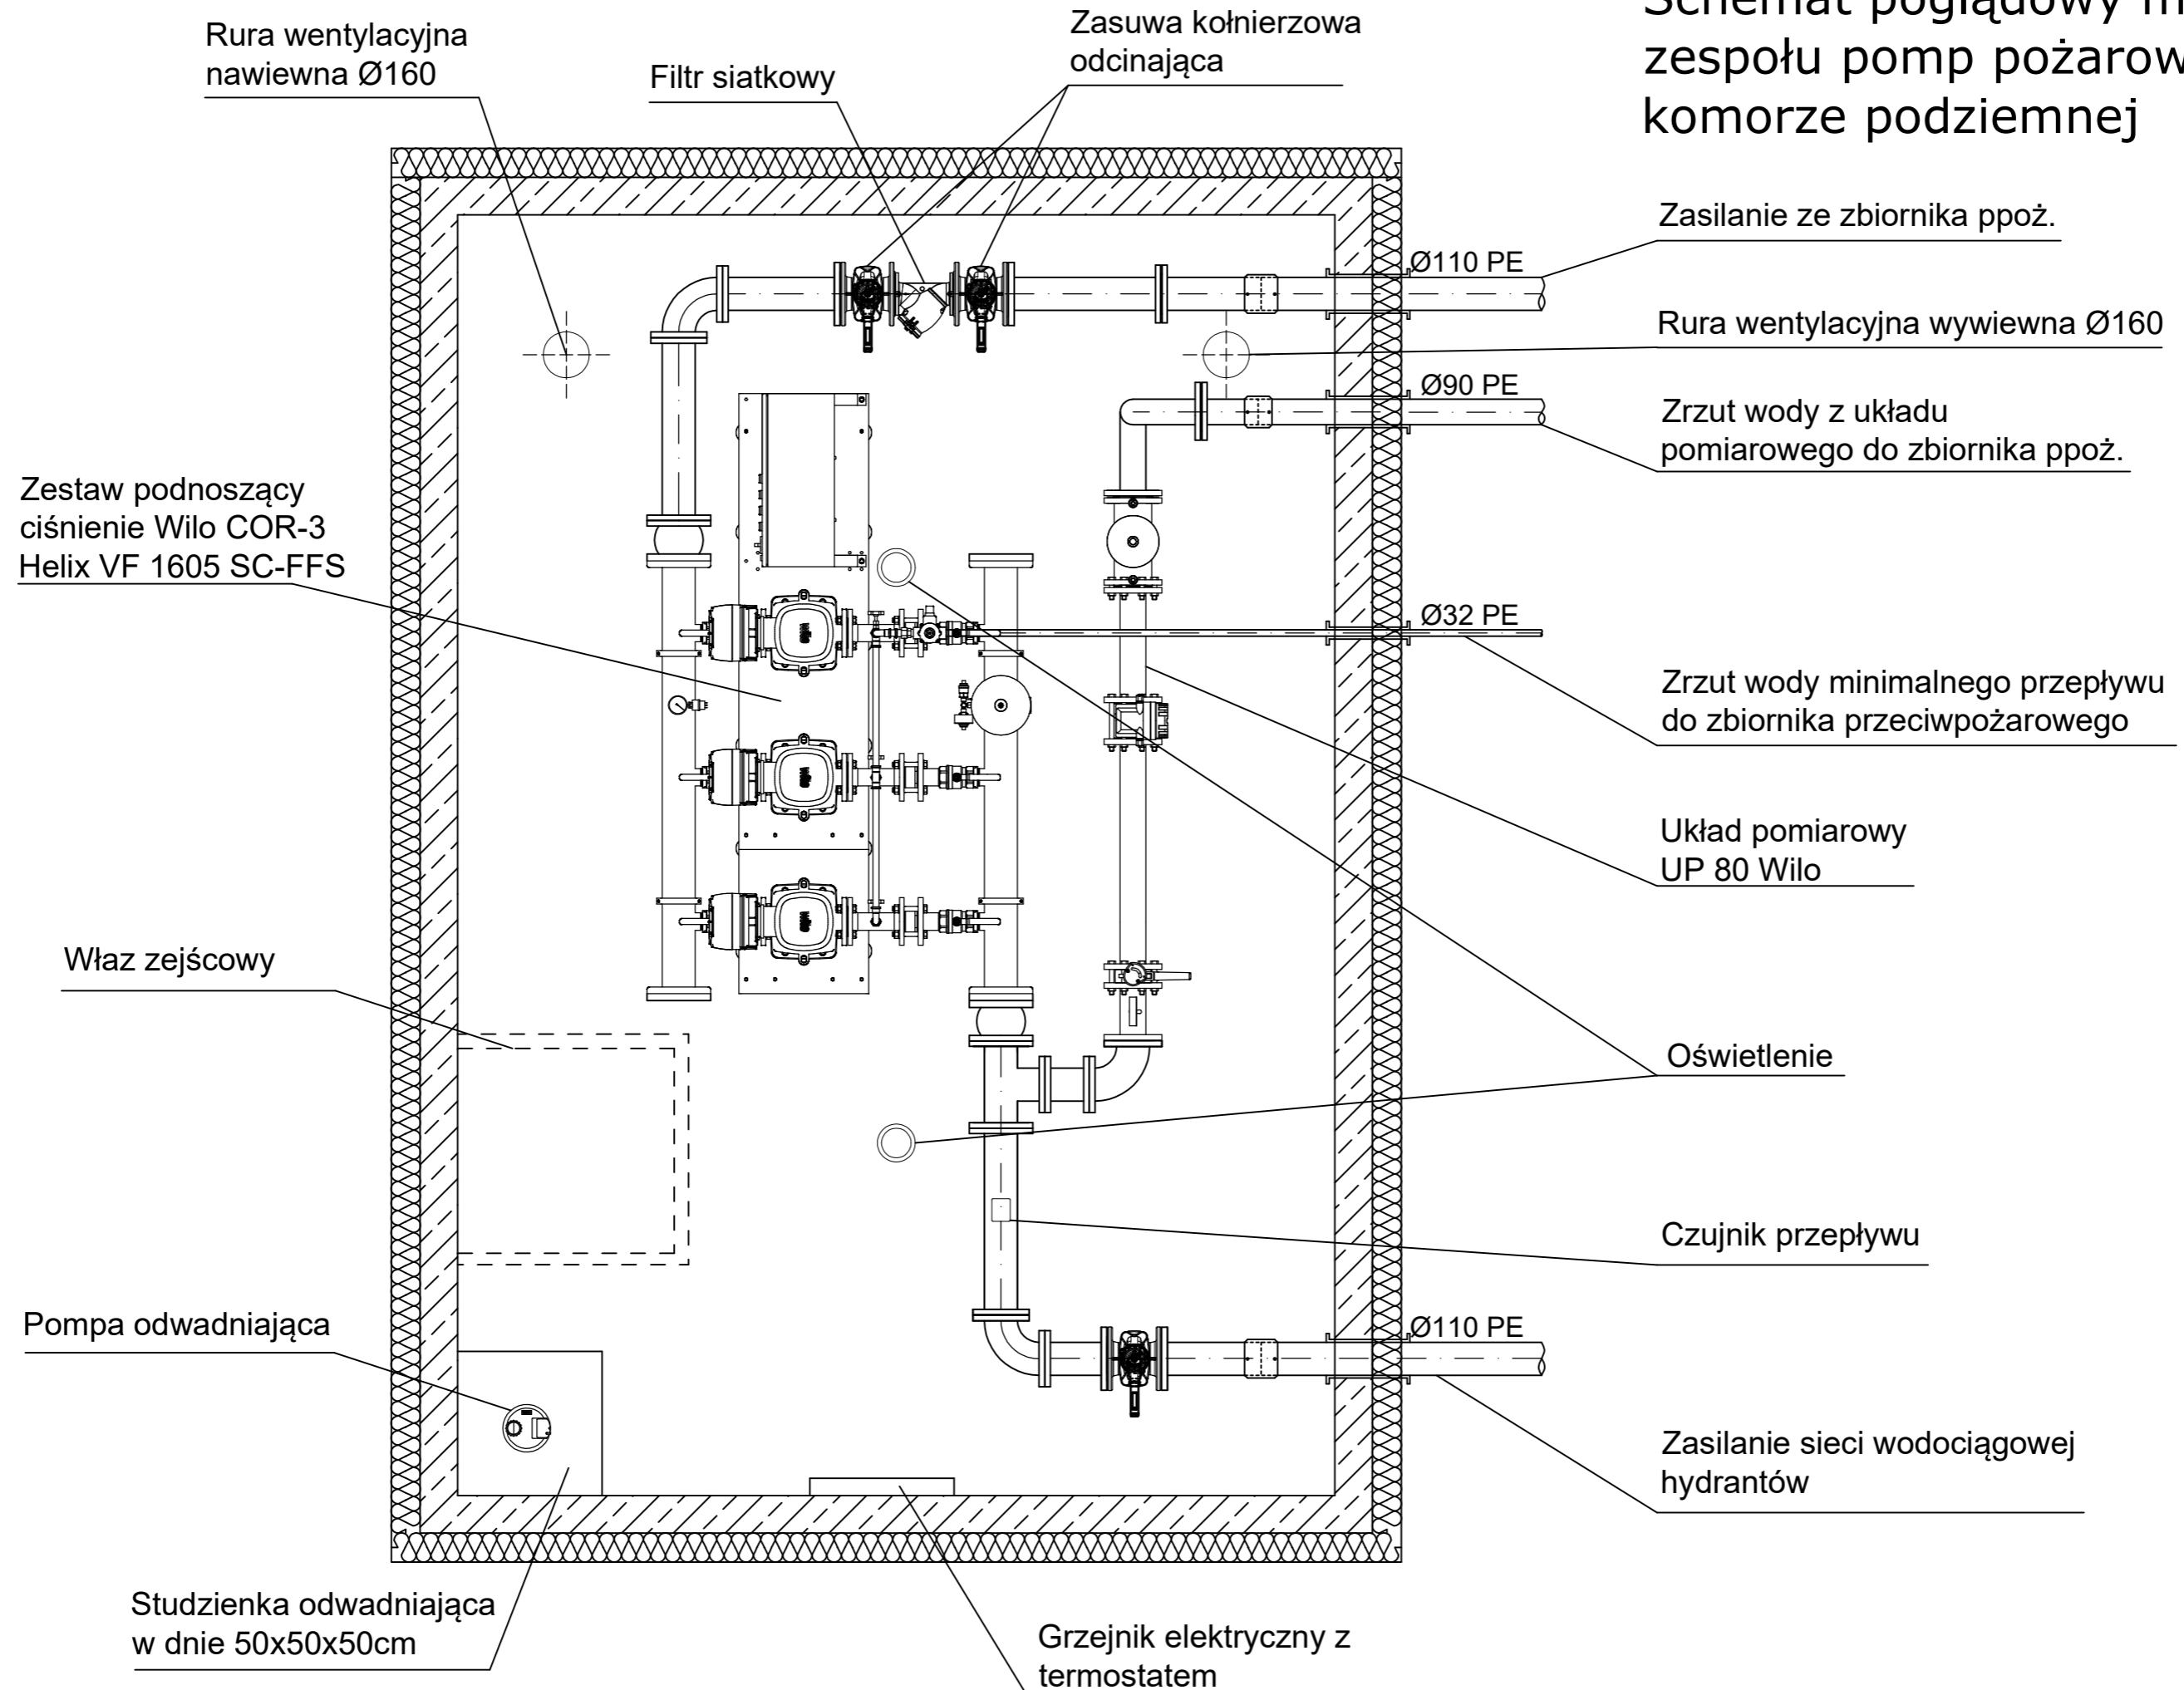 Schemat poglądowy
zespołu pomp
komorze podziemnej
Rura wentylacyjna
nawiewna Ø160
Filtr siatkowy
Zasuwa kołnierzowa
odcinająca
Zasilanie ze zbiornika ppoż.
Ø110 PE
Rura wentylacyjna wywiewna Ø160
Ø90 PE
Zrzut wody z układu
pomiarowego do zbiornika ppoż.
Zestaw podnoszący
ciśnienie Wilo COR-3
Helix VF 1605 SC-FFS
wilo
wilo
wilo
Ø32 PE
Zrzut wody minimalnego przepływu
do zbiornika przeciwpożarowego
Układ pomiarowy
UP 80 Wilo
Właz zejścowy
Oświetlenie
Czujnik przepływu
Pompa odwadniająca
Ø110 PE
Zasilanie sieci wodociągowej
hydrantów
Studzienka odwadniająca
w dnie 50x50x50cm
Grzejnik elektryczny z
termostatem